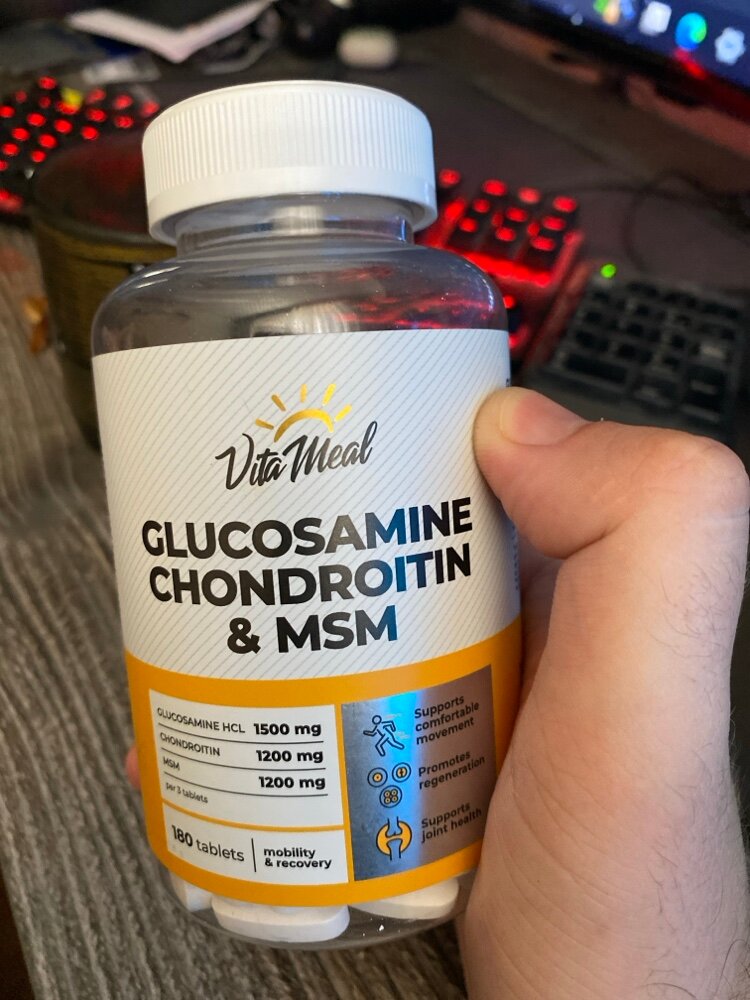 Vita Meal
GLUCOSAMINE
CHONDROITIN
& MSM
GLUCOSAMINE HCL 1500 mg
CHONDROITIN 1200 mg
MSM 1200 mg
per 3 tablets
180 tablets
mobility
& recovery
Supports
comfortable
movement
Promotes
regeneration
Supports
joint health